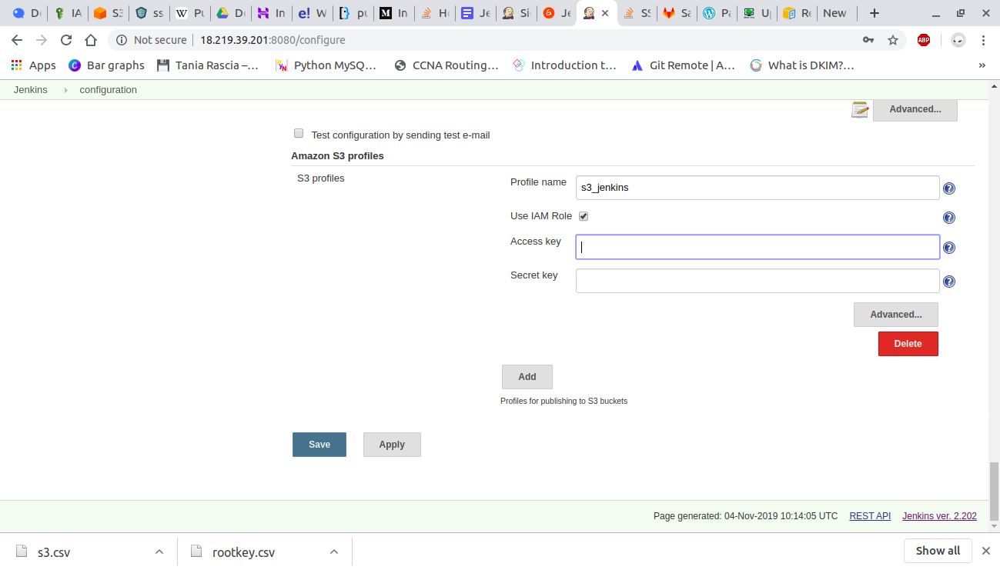 D
IA
S3
ss
W Pu
D
In
e! W
pu
M In
H
Je
Si
Je
SS
Sa
Pa
U
Re
New
Not secure | 18.219.39.201:8080/configure
ABP
Apps Bar graphs Tania Rascia –... Python MySQ... CCNA Routing... Introduction t... Git Remote | A... What is DKIM?... »
Jenkins configuration
Advanced...
Test configuration by sending test e-mail
Amazon S3 profiles
S3 profiles
Profile name s3_jenkins
Use IAM Role
Access key
Secret key
Advanced...
Delete
Add
Profiles for publishing to S3 buckets
Save Apply
Page generated: 04-Nov-2019 10:14:05 UTC REST API Jenkins ver. 2.202
s3.csv rootkey.csv Show all